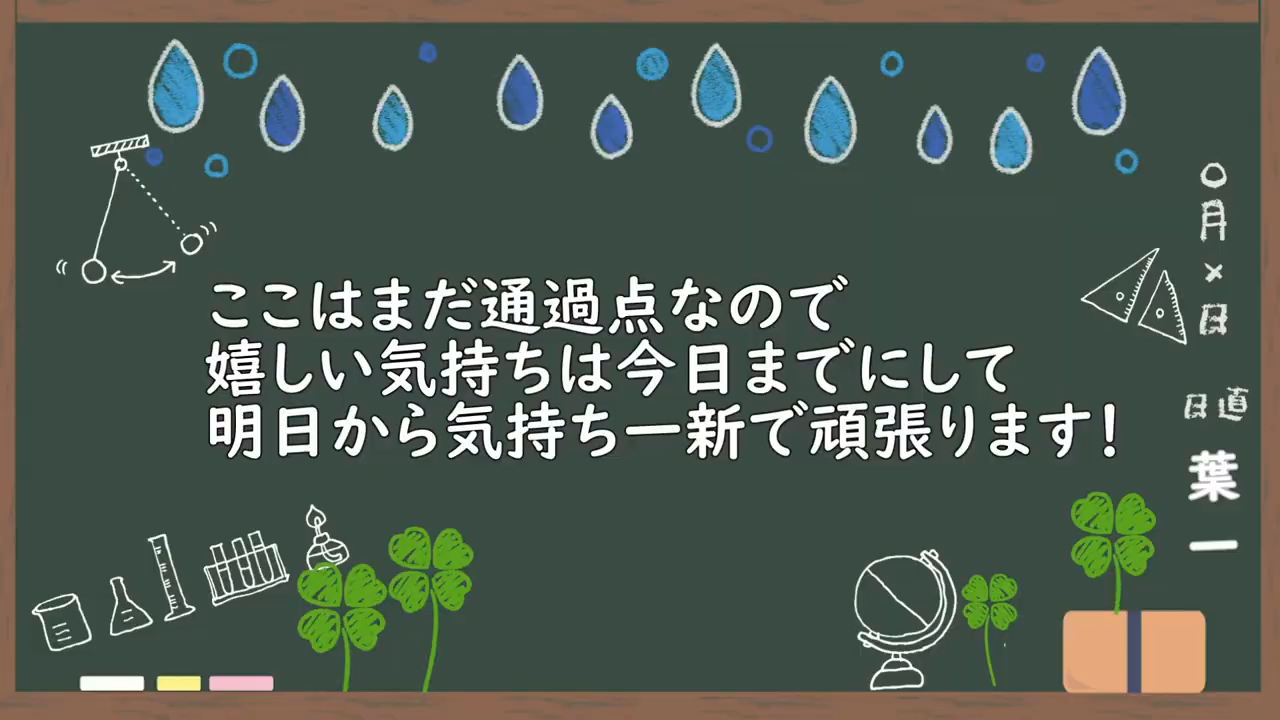 ここはまだ通過点なので
嬉しい気持ちは今日までにして
明日から気持ち一新で頑張ります!
○月×日
日直
葉一